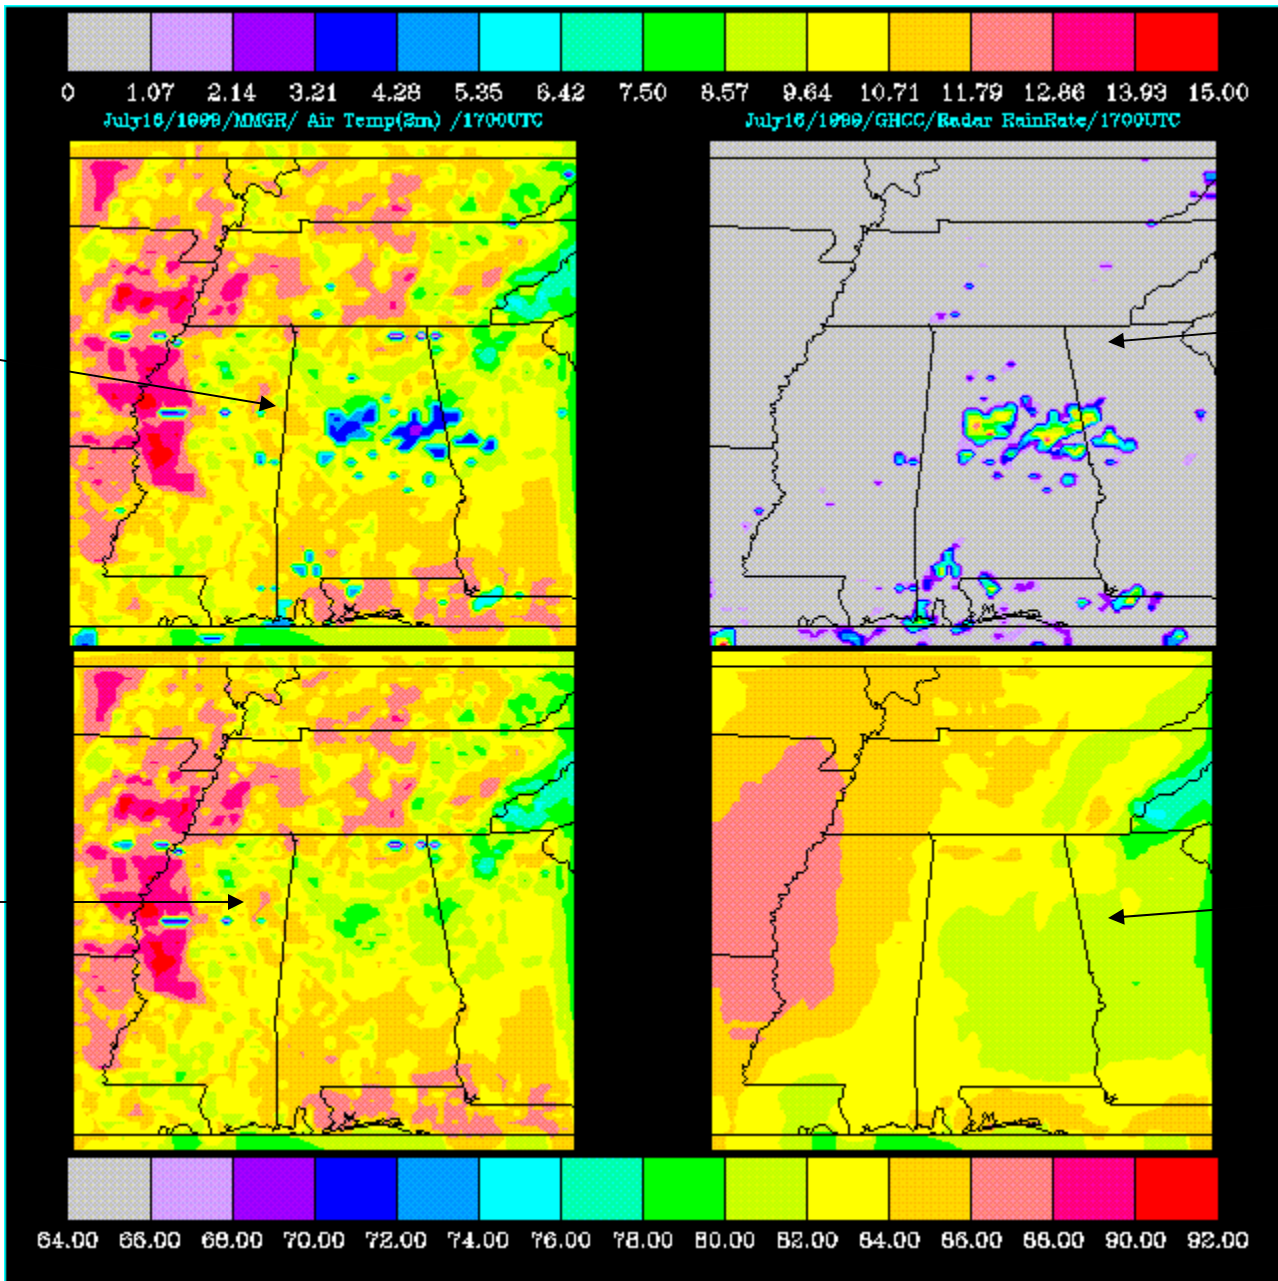 0 1.07 2.14 3.21 4.28 5.35 6.42 7.50 8.57 9.64 10.71 11.79 12.86 13.93 15.00
July16/1999/MMGR/ Air Temp(2m) /1700UTC
July16/1999/GHCC/Radar RainRate/1700UTC
64.00 66.00 68.00 70.00 72.00 74.00 76.00 78.00 80.00 82.00 84.00 86.00 88.00 90.00 92.00